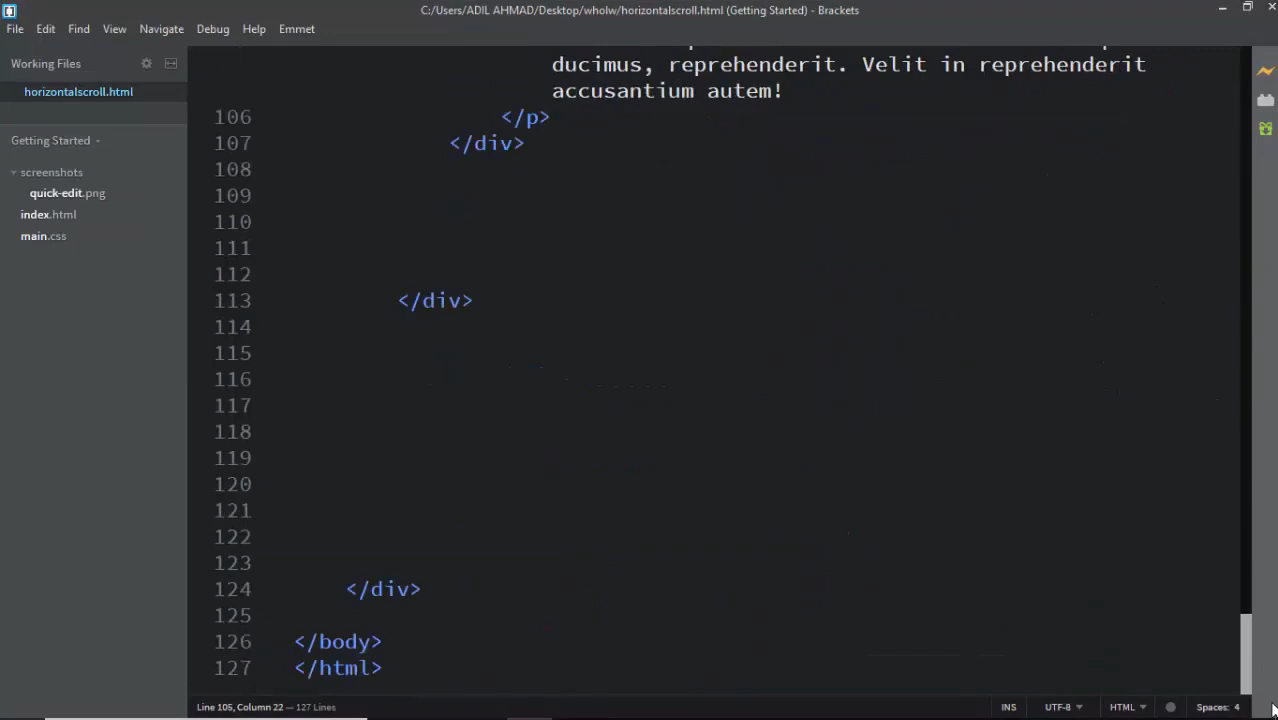 C:/Users/ADIL AHMAD/Desktop/wholw/horizontalscroll.html (Getting Started) - Brackets
File Edit Find View Navigate Debug Help Emmet
Working Files
horizontalscroll.html
Getting Started
screenshots
quick-edit.png
index.html
main.css
ducimus, reprehenderit. Velit in reprehenderit
accusantium autem!
106 </p>
107 </div>
108
109
110
111
112
113 </div>
114
115
116
117
118
119
120
121
122
123
124 </div>
125
126 </body>
127 </html>
Line 105, Column 22 — 127 Lines
INS UTF-8 HTML Spaces: 4